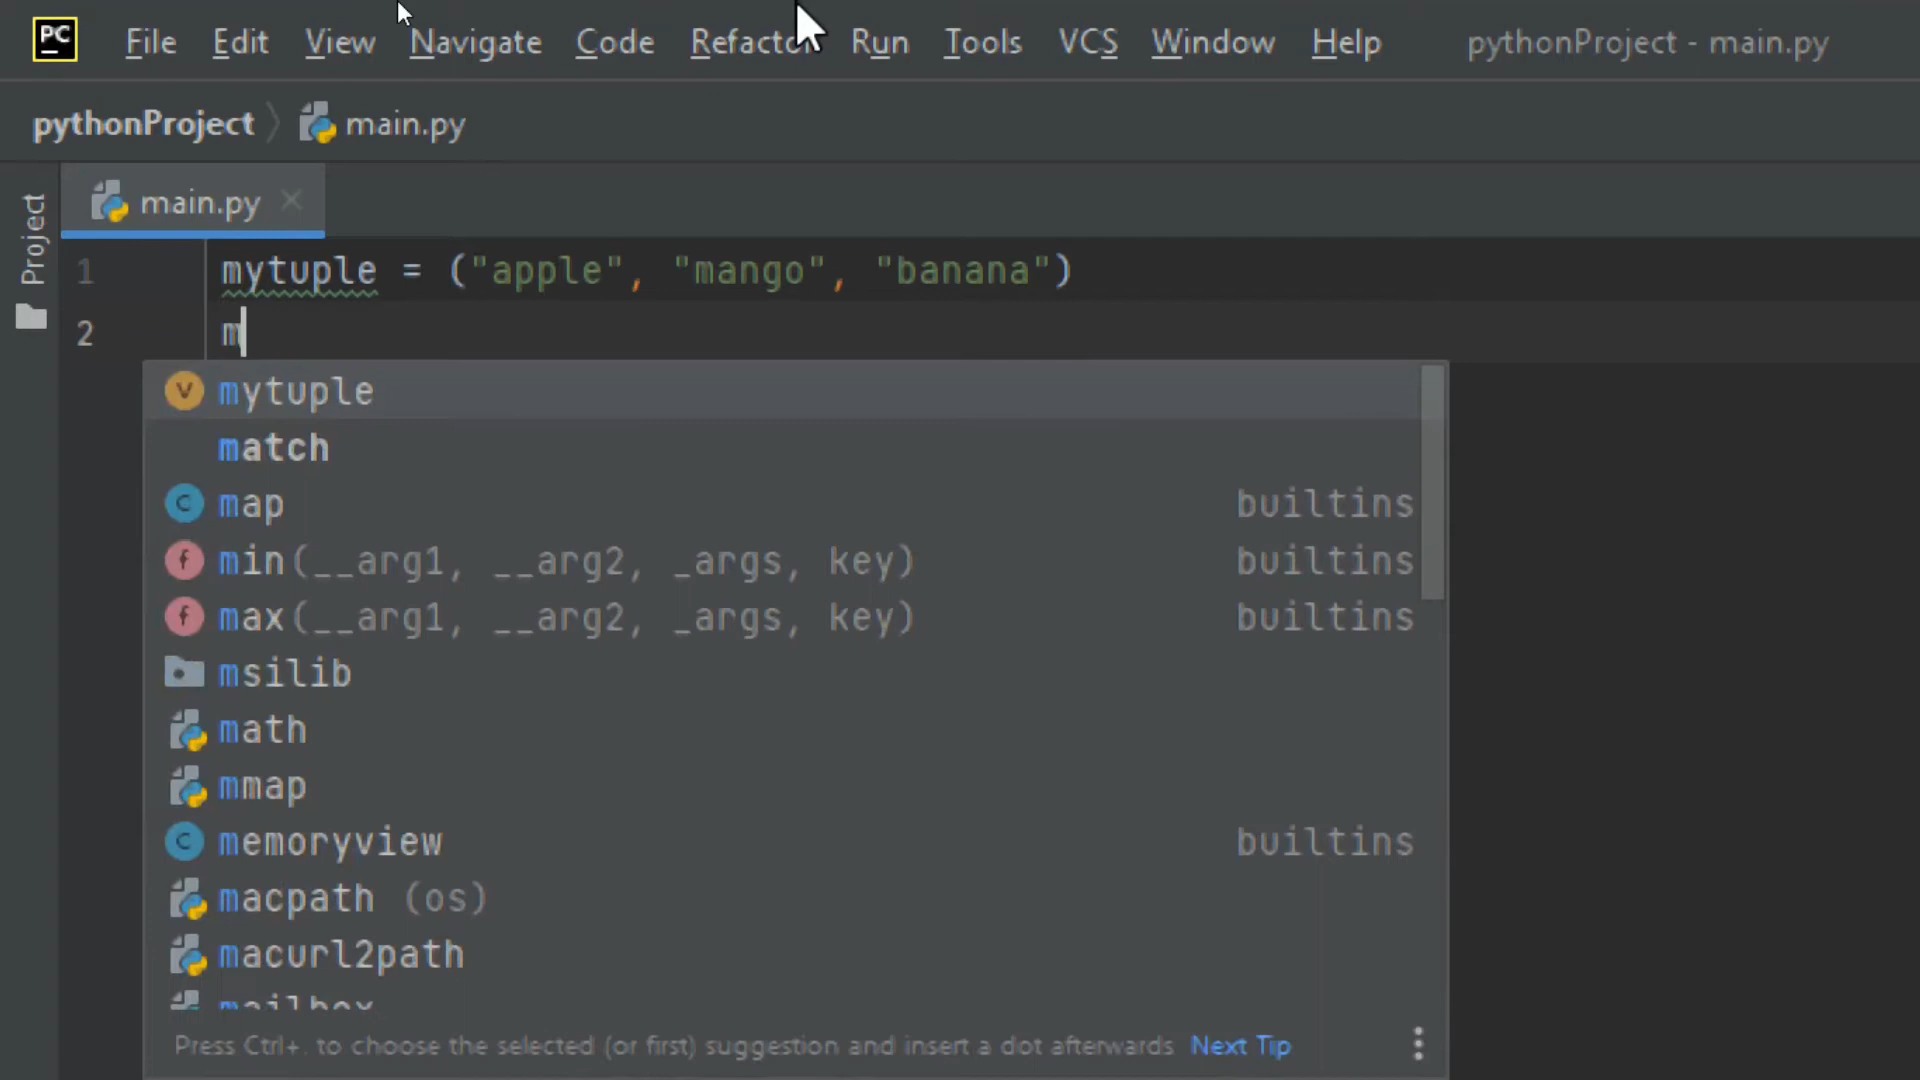 PC File Edit View Navigate Code Refactor Run Tools VCS Window Help pythonProject - main.py
pythonProject main.py
Project
main.py
1 mytuple = ("apple", "mango", "banana")
2 m
V mytuple
match
C map builtins
f min(__arg1, __arg2, _args, key) builtins
f max(__arg1, __arg2, _args, key) builtins
msilib
math
mmap
C memoryview builtins
macpath (os)
macurl2path
mailbox
Press Ctrl+. to choose the selected (or first) suggestion and insert a dot afterwards Next Tip